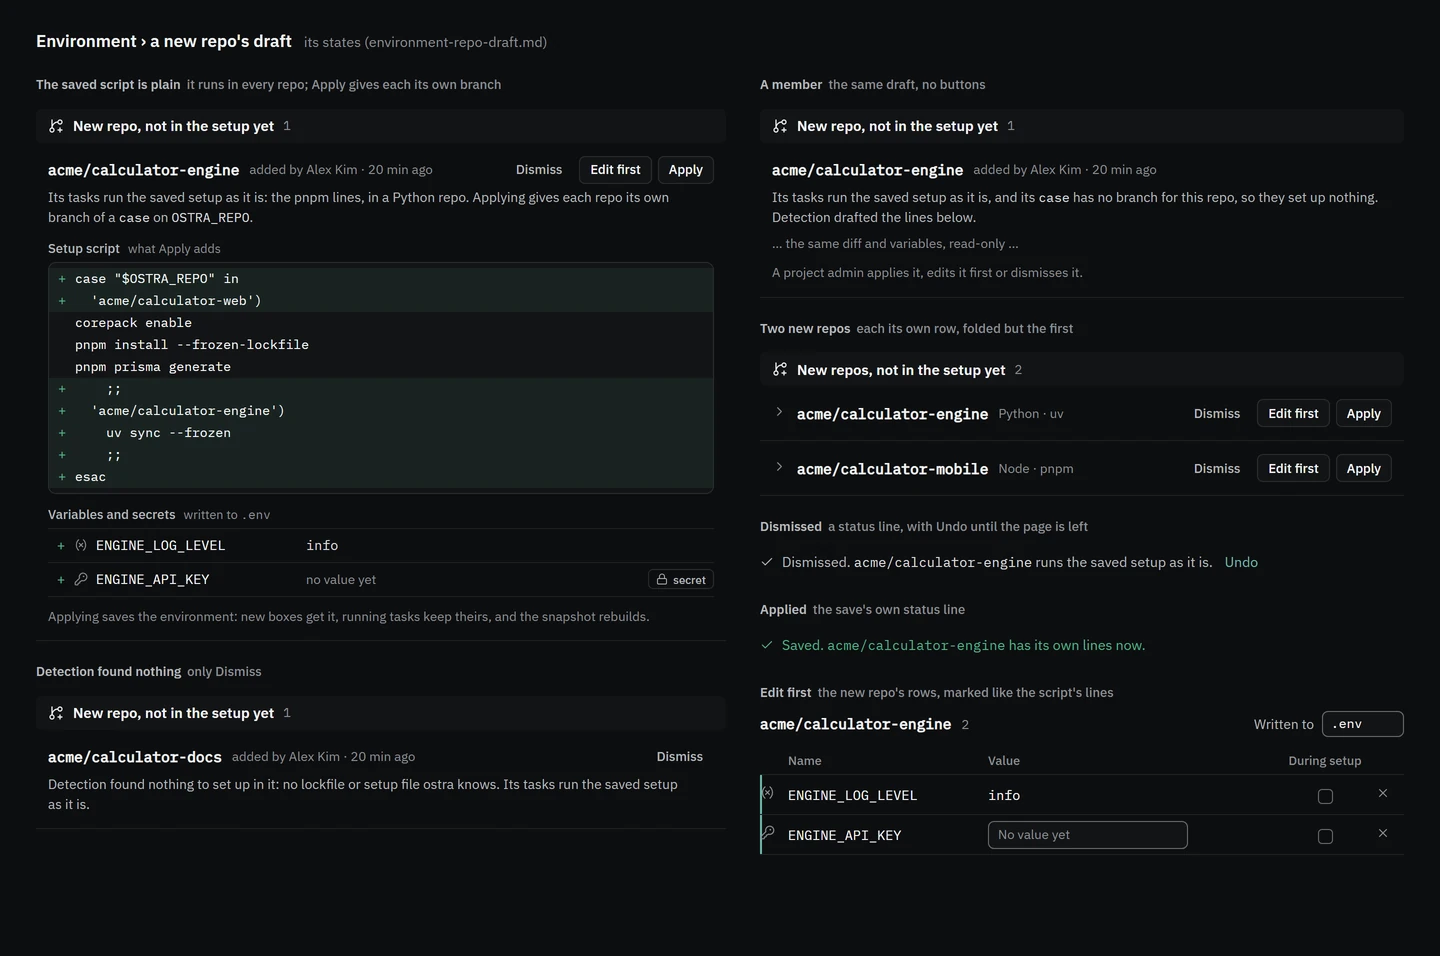 Environment › a new repo's draft its states (environment-repo-draft.md)
The saved script is plain it runs in every repo; Apply gives each its own branch
New repo, not in the setup yet 1
acme/calculator-engine added by Alex Kim · 20 min ago Dismiss Edit first Apply
Its tasks run the saved setup as it is: the pnpm lines, in a Python repo. Applying gives each repo its own
branch of a case on OSTRA_REPO.
Setup script what Apply adds
+ case "$OSTRA_REPO" in
+ 'acme/calculator-web')
corepack enable
pnpm install --frozen-lockfile
pnpm prisma generate
+ ;;
+ 'acme/calculator-engine')
+ uv sync --frozen
+ ;;
+ esac
Variables and secrets written to .env
+ (x) ENGINE_LOG_LEVEL info
+ ENGINE_API_KEY no value yet secret
Applying saves the environment: new boxes get it, running tasks keep theirs, and the snapshot rebuilds.
Detection found nothing only Dismiss
New repo, not in the setup yet 1
acme/calculator-docs added by Alex Kim · 20 min ago Dismiss
Detection found nothing to set up in it: no lockfile or setup file ostra knows. Its tasks run the saved setup
as it is.
A member the same draft, no buttons
New repo, not in the setup yet 1
acme/calculator-engine added by Alex Kim · 20 min ago
Its tasks run the saved setup as it is, and its case has no branch for this repo, so they set up nothing.
Detection drafted the lines below.
... the same diff and variables, read-only ...
A project admin applies it, edits it first or dismisses it.
Two new repos each its own row, folded but the first
New repos, not in the setup yet 2
acme/calculator-engine Python · uv Dismiss Edit first Apply
acme/calculator-mobile Node · pnpm Dismiss Edit first Apply
Dismissed a status line, with Undo until the page is left
Dismissed. acme/calculator-engine runs the saved setup as it is. Undo
Applied the save's own status line
Saved. acme/calculator-engine has its own lines now.
Edit first the new repo's rows, marked like the script's lines
acme/calculator-engine 2 Written to .env
Name Value During setup
(x) ENGINE_LOG_LEVEL info
ENGINE_API_KEY No value yet